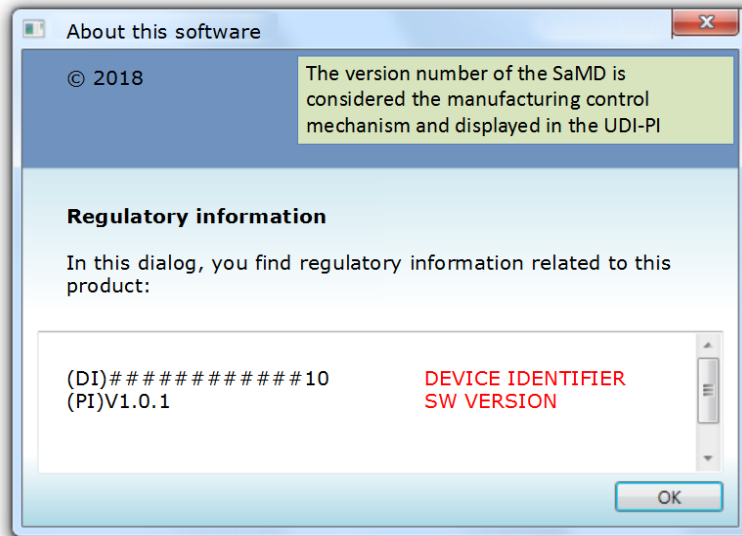 About this software
© 2018
The version number of the SaMD is
considered the manufacturing control
mechanism and displayed in the UDI-PI
Regulatory information
In this dialog, you find regulatory information related to this
product:
(DI)############10 DEVICE IDENTIFIER
(PI)V1.0.1 SW VERSION
OK